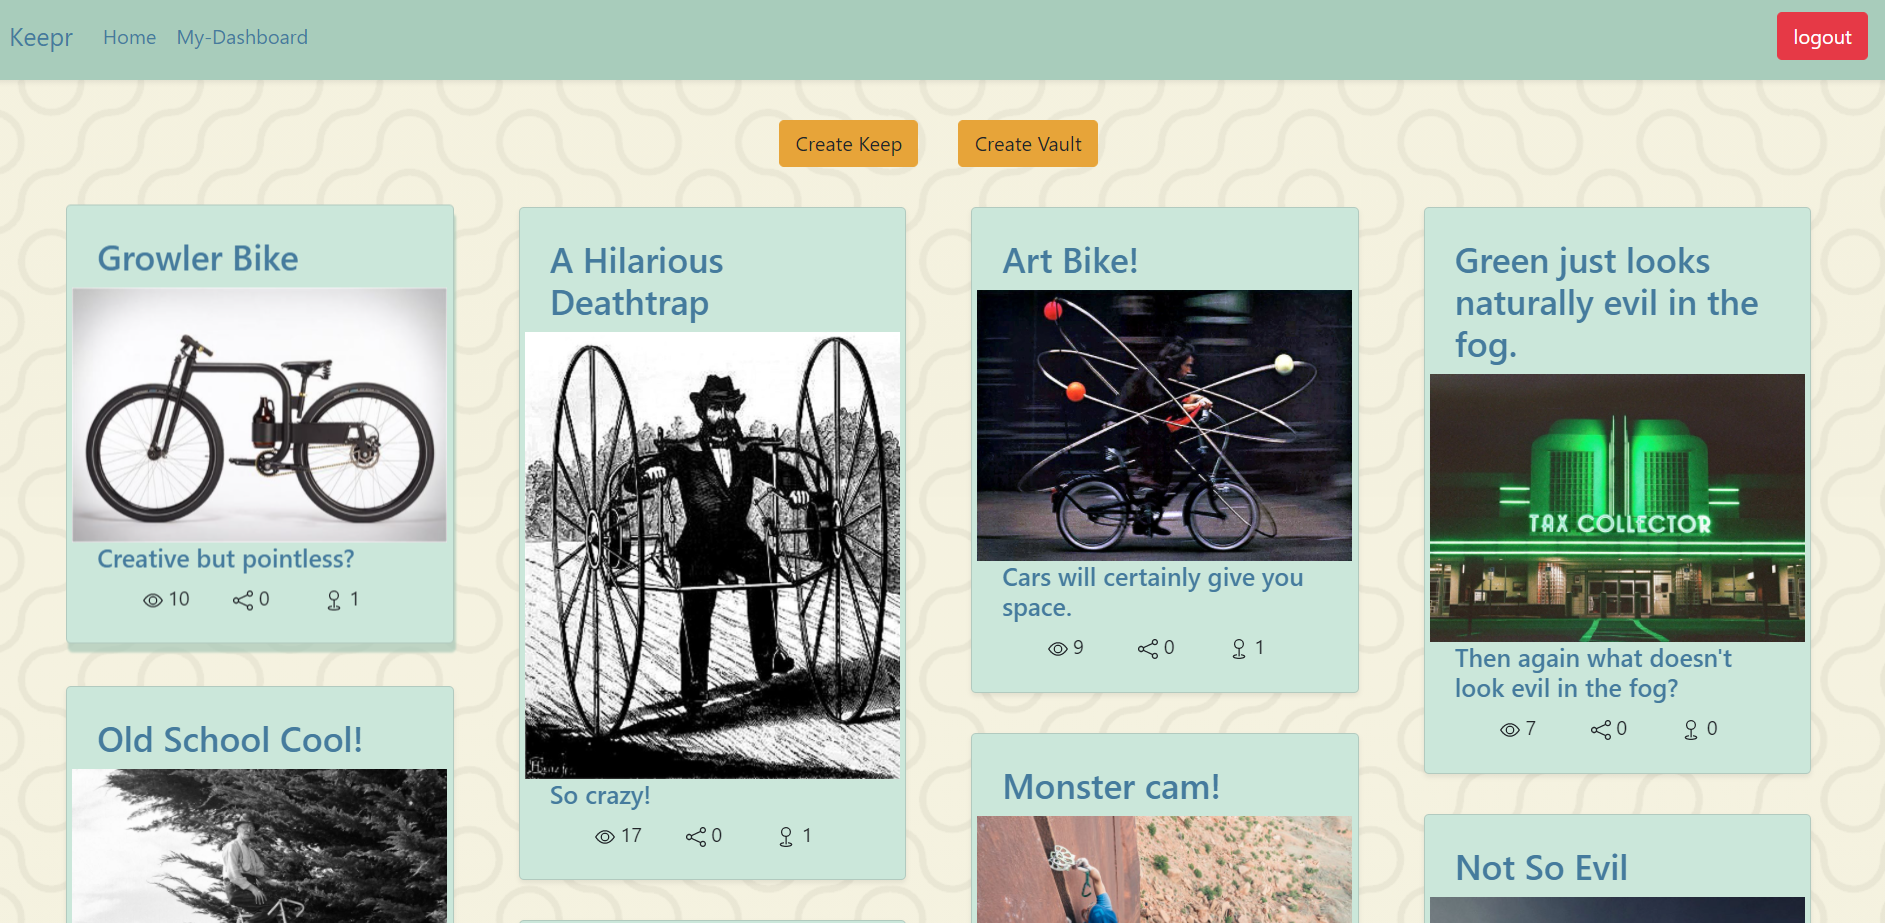 Keepr Home My-Dashboard logout
Create Keep Create Vault
Growler Bike
Creative but pointless?
10 0 1
Old School Cool!
A Hilarious
Deathtrap
So crazy!
17 0 1
Art Bike!
Cars will certainly give you
space.
9 0 1
Monster cam!
Green just looks
naturally evil in the
fog.
TAX COLLECTOR
Then again what doesn't
look evil in the fog?
7 0 0
Not So Evil